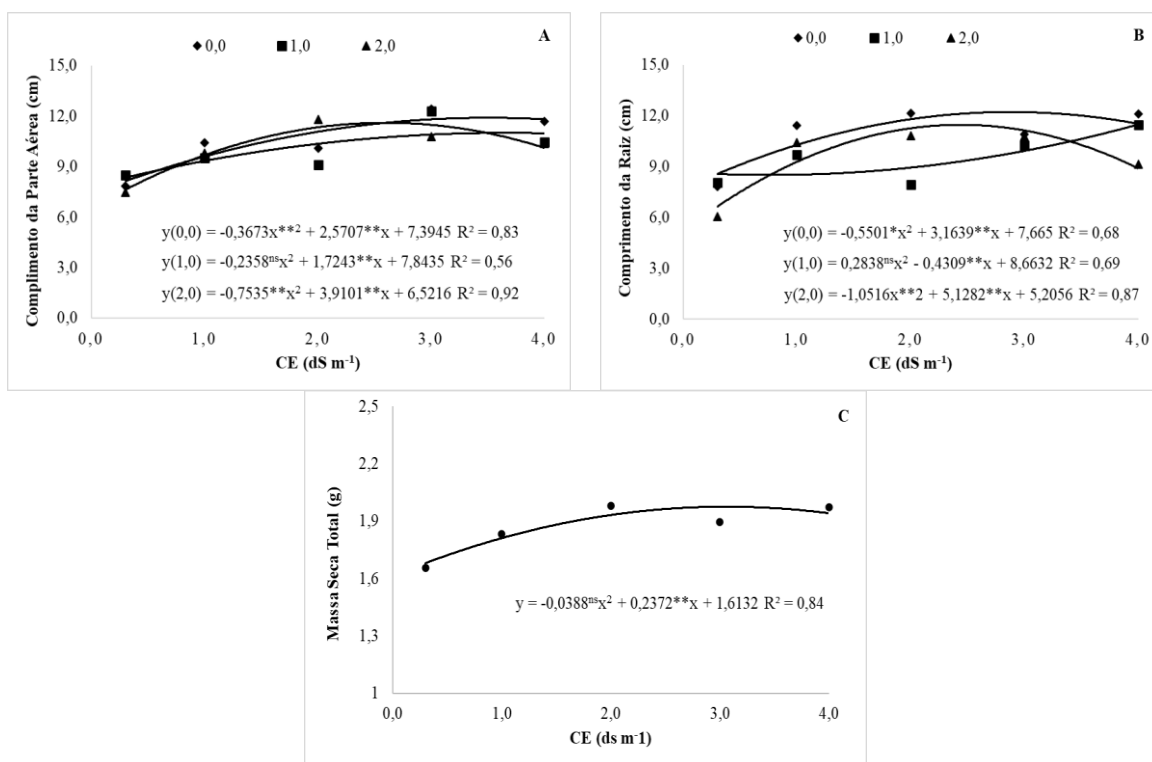 A
0,0 1,0 2,0
15,0
12,0
9,0
6,0
3,0
0,0
Complimento da Parte Aérea (cm)
y(0,0) = -0,3673x**² + 2,5707**x + 7,3945 R² = 0,83
y(1,0) = -0,2358ⁿˢx² + 1,7243**x + 7,8435 R² = 0,56
y(2,0) = -0,7535**x² + 3,9101**x + 6,5216 R² = 0,92
0,0 1,0 2,0 3,0 4,0
CE (dS m⁻¹)
B
0,0 1,0 2,0
15,0
12,0
9,0
6,0
3,0
0,0
Comprimento da Raiz (cm)
y(0,0) = -0,5501*x² + 3,1639**x + 7,665 R² = 0,68
y(1,0) = 0,2838ⁿˢx² - 0,4309**x + 8,6632 R² = 0,69
y(2,0) = -1,0516x**2 + 5,1282**x + 5,2056 R² = 0,87
0,0 1,0 2,0 3,0 4,0
CE (dS m⁻¹)
C
2,5
2,2
1,9
1,6
1,3
1
Massa Seca Total (g)
y = -0,0388ⁿˢx² + 0,2372**x + 1,6132 R² = 0,84
0,0 1,0 2,0 3,0 4,0
CE (ds m-1)